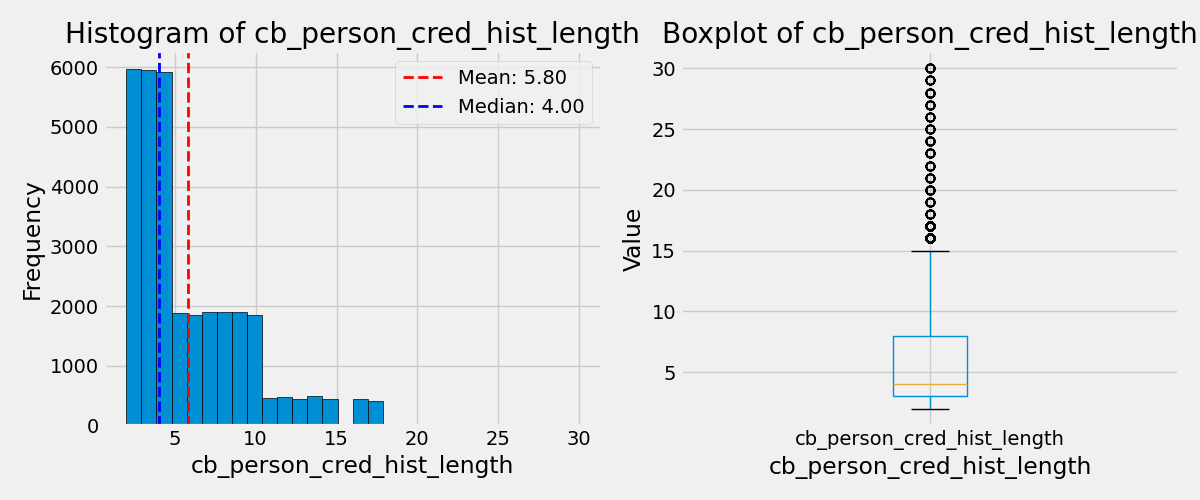 Histogram of cb_person_cred_hist_length
Frequency
6000
5000
4000
3000
2000
1000
0
Mean: 5.80
Median: 4.00
5 10 15 20 25 30
cb_person_cred_hist_length
Boxplot of cb_person_cred_hist_length
Value
30
25
20
15
10
5
cb_person_cred_hist_length
cb_person_cred_hist_length